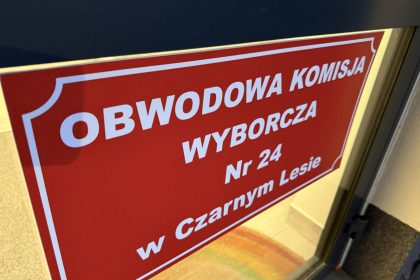 OBWODOWA KOMISJA
WYBORCZA
Nr 24
w Czarnym Lesie